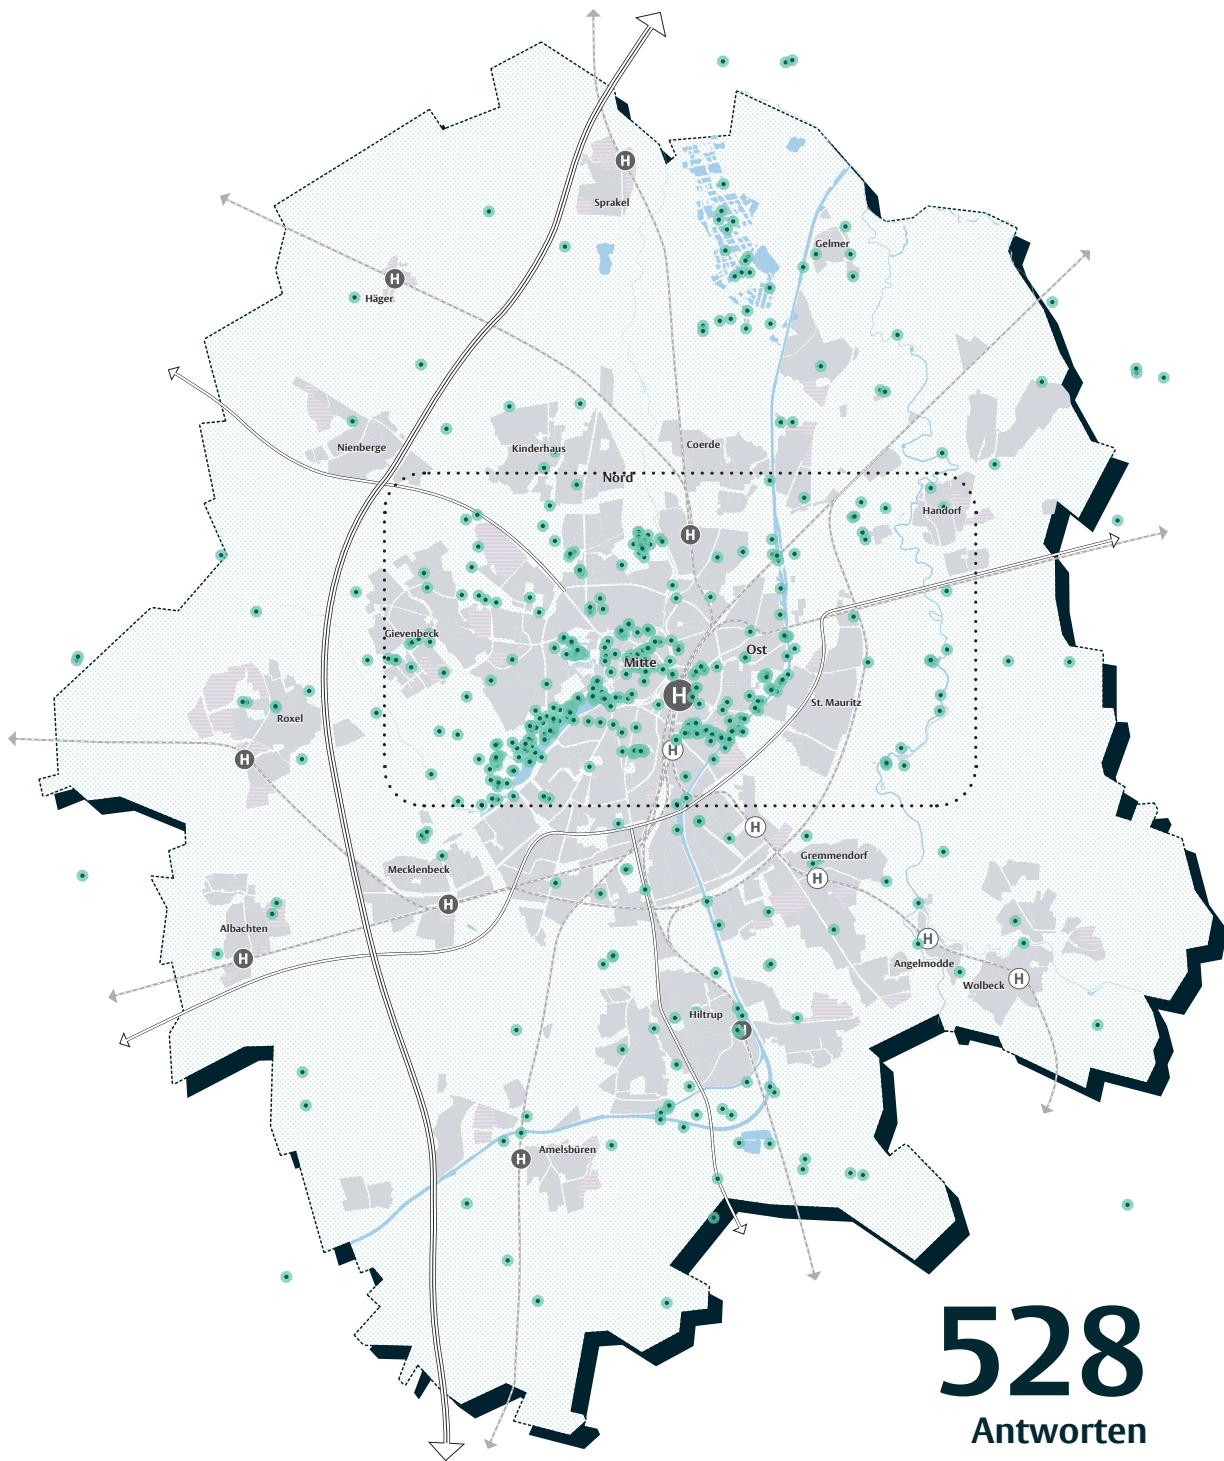 H
Sprakel
Gelmer
H
Häger
Nienberge
Kinderhaus
Coerde
Nord
Handorf
H
Gievenbeck
Mitte
Ost
H
St. Mauritz
Roxel
H
H
H
Gremmendorf
Mecklenbeck
H
H
Albachten
H
H
Angelmodde
Wolbeck
H
Hiltrup
H
Amelsbüren
H
528
Antworten